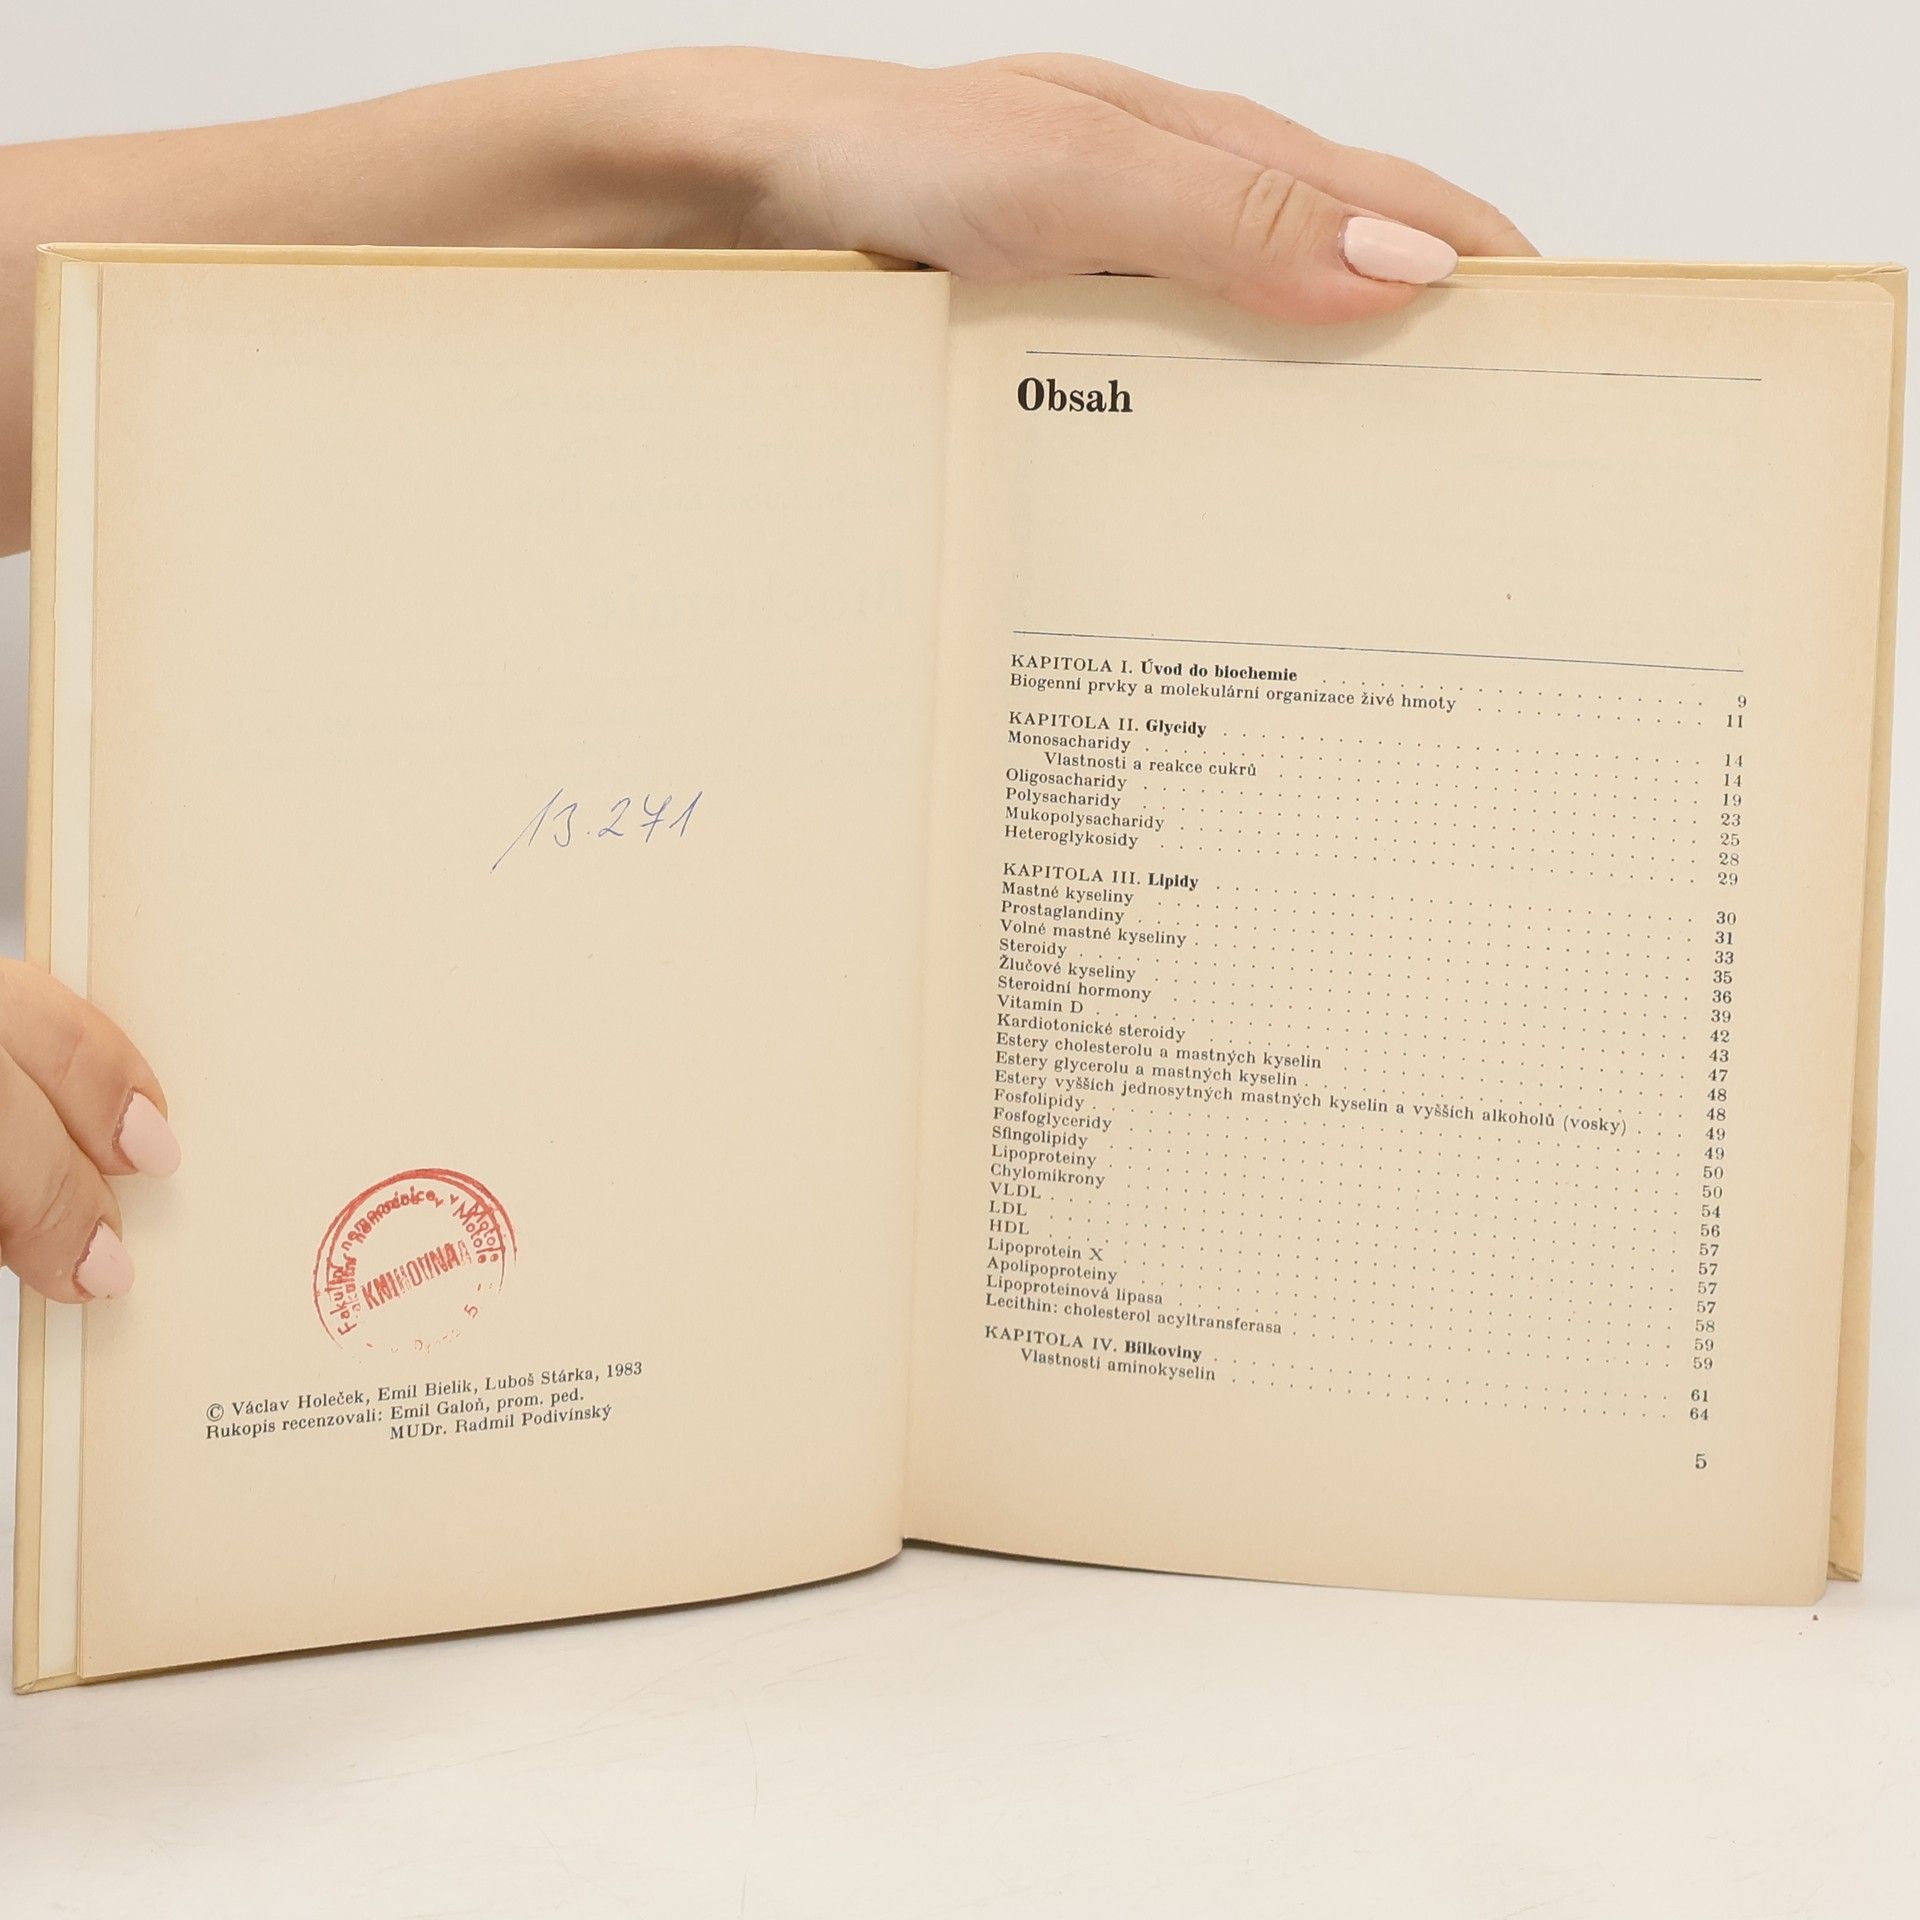 13.271
Fakultní nemocnice v Motole
KNIHOVNA
© Václav Holeček, Emil Bielik, Luboš Stárka, 1983
Rukopis recenzovali: Emil Galoň, prom. ped.
MUDr. Radmil Podivínský
Obsah
KAPITOLA I. Úvod do biochemie . . . 9
Biogenní prvky a molekulární organizace živé hmoty . . . 11
KAPITOLA II. Glycidy . . . 14
Monosacharidy . . . 14
Vlastnosti a reakce cukrů . . . 19
Oligosacharidy . . . 23
Polysacharidy . . . 25
Mukopolysacharidy . . . 28
Heteroglykosidy . . . 29
KAPITOLA III. Lipidy . . . 30
Mastné kyseliny . . . 31
Prostaglandiny . . . 33
Volné mastné kyseliny . . . 35
Steroidy . . . 36
Žlučové kyseliny . . . 39
Steroidní hormony . . . 42
Vitamín D . . . 43
Kardiotonické steroidy . . . 47
Estery cholesterolu a mastných kyselin . . . 48
Estery glycerolu a mastných kyselin . . . 48
Estery vyšších jednosytných mastných kyselin a vyšších alkoholů (vosky) . . . 49
Fosfolipidy . . . 49
Fosfoglyceridy . . . 50
Sfingolipidy . . . 50
Lipoproteiny . . . 54
Chylomikrony . . . 56
VLDL . . . 57
LDL . . . 57
HDL . . . 57
Lipoprotein X . . . 57
Apolipoproteiny . . . 58
Lipoproteinová lipasa . . . 59
Lecithin: cholesterol acyltransferasa . . . 59
KAPITOLA IV. Bílkoviny . . . 61
Vlastnosti aminokyselin . . . 64
5